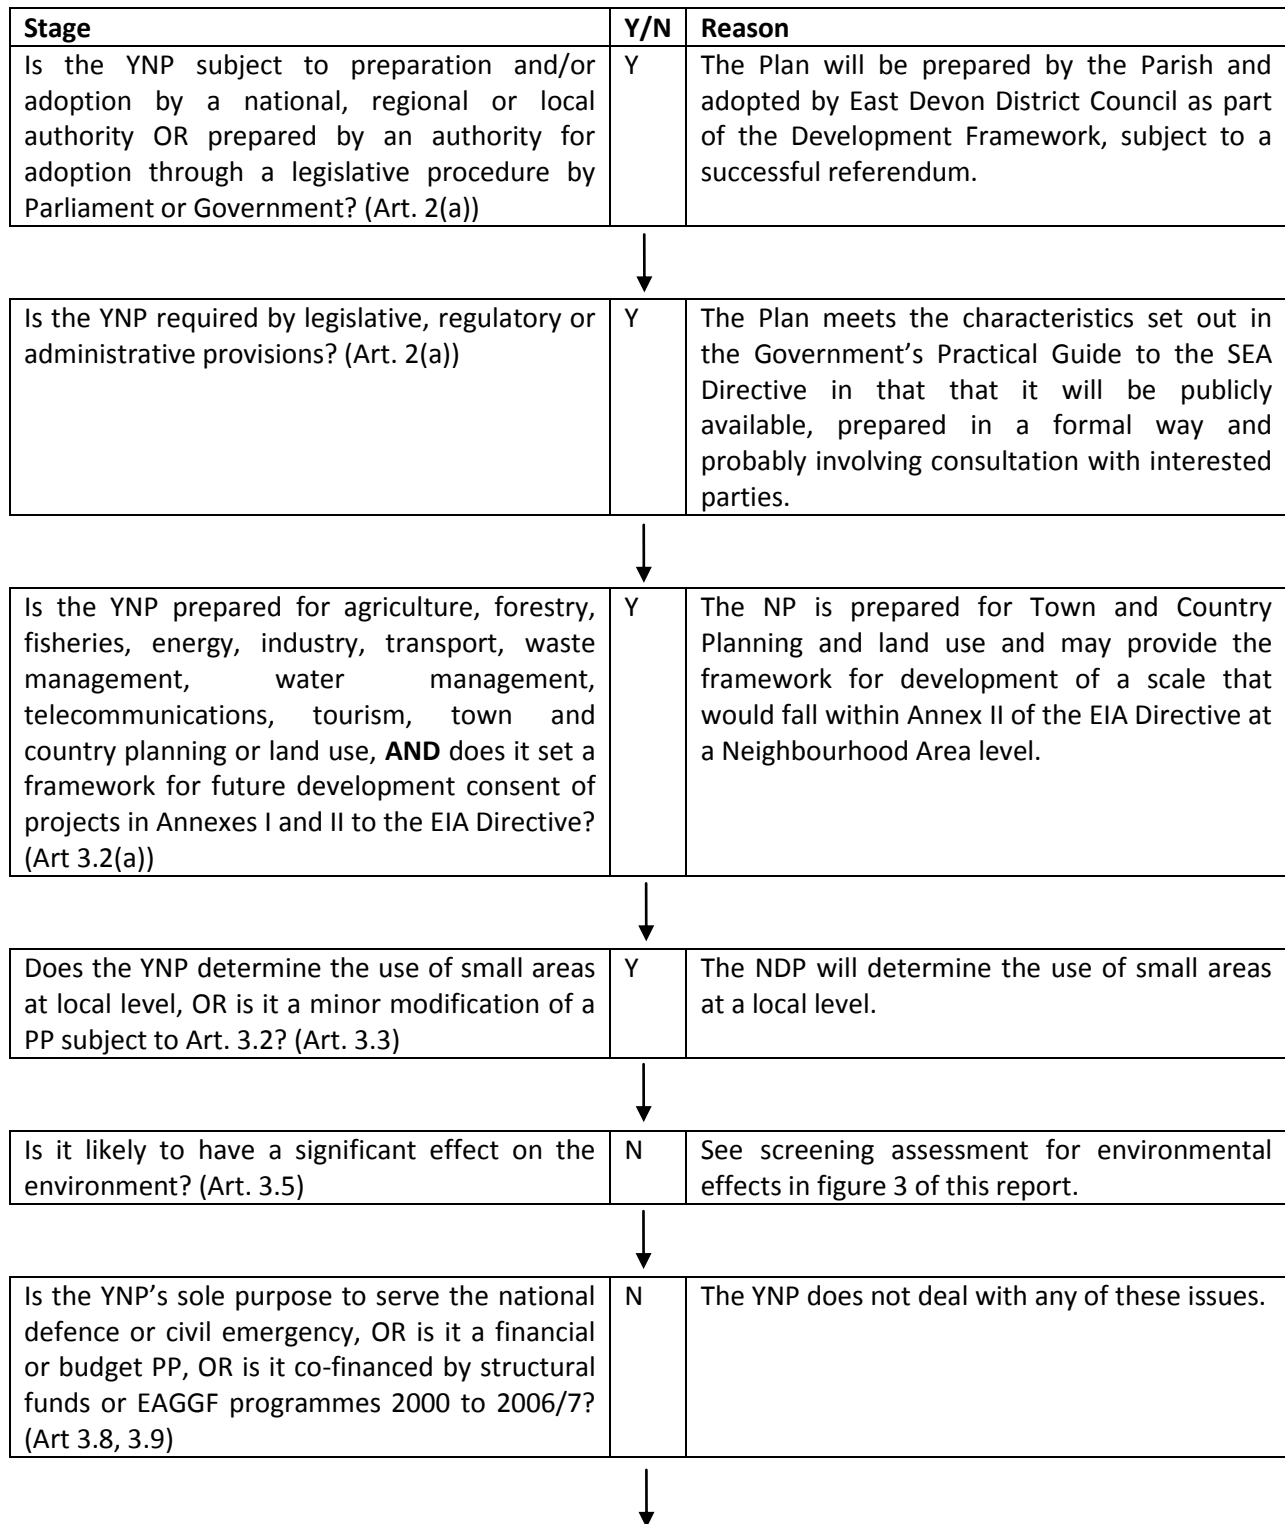 Stage Y/N Reason
Is the YNP subject to preparation and/or
adoption by a national, regional or local
authority OR prepared by an authority for
adoption through a legislative procedure by
Parliament or Government? (Art. 2(a))
Y
The Plan will be prepared by the Parish and
adopted by East Devon District Council as part
of the Development Framework, subject to a
successful referendum.
Is the YNP required by legislative, regulatory or
administrative provisions? (Art. 2(a))
Y
The Plan meets the characteristics set out in
the Government's Practical Guide to the SEA
Directive in that that it will be publicly
available, prepared in a formal way and
probably involving consultation with interested
parties.
Is the YNP prepared for agriculture, forestry,
fisheries, energy, industry, transport, waste
management, water management,
telecommunications, tourism, town and
country planning or land use, AND does it set a
framework for future development consent of
projects in Annexes I and II to the EIA Directive?
(Art 3.2(a))
Y
The NP is prepared for Town and Country
Planning and land use and may provide the
framework for development of a scale that
would fall within Annex II of the EIA Directive at
a Neighbourhood Area level.
Does the YNP determine the use of small areas
at local level, OR is it a minor modification of a
PP subject to Art. 3.2? (Art. 3.3)
Y
The NDP will determine the use of small areas
at a local level.
Is it likely to have a significant effect on the
environment? (Art. 3.5)
N
See screening assessment for environmental
effects in figure 3 of this report.
Is the YNP's sole purpose to serve the national
defence or civil emergency, OR is it a financial
or budget PP, OR is it co-financed by structural
funds or EAGGF programmes 2000 to 2006/7?
(Art 3.8, 3.9)
N
The YNP does not deal with any of these issues.